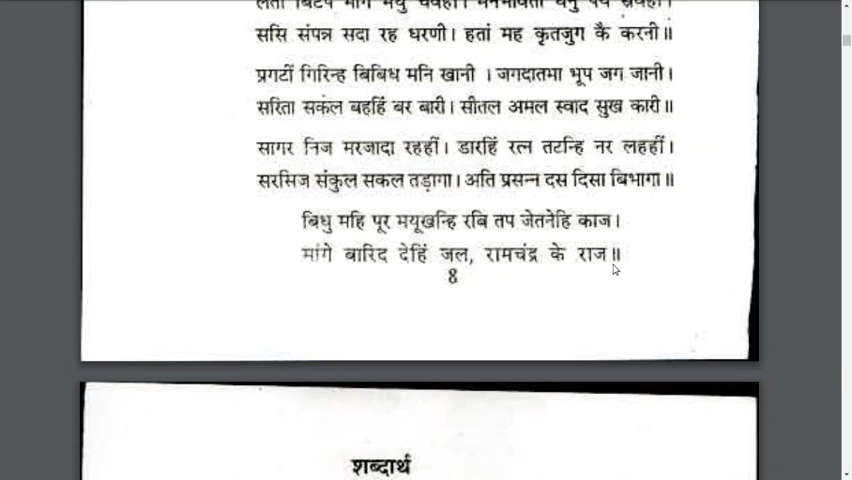 ससि संपन्न सदा रह धरणी। हतां मह कृतजुग कै करनी॥
प्रगटीं गिरिन्ह बिबिध मनि खानी । जगदातमा भूप जग जानी।
सरिता सकल बहहिं बर बारी। सीतल अमल स्वाद सुख कारी॥
सागर निज मरजादा रहहीं। डारहिं रत्न तटन्हि नर लहहीं।
सरसिज संकुल सकल तड़ागा। अति प्रसन्न दस दिसा बिभागा॥
बिधु महि पूर मयूखन्हि रबि तप जेतनेहि काज।
मांगे बारिद देहिं जल, रामचंद्र के राज॥
8
शब्दार्थ